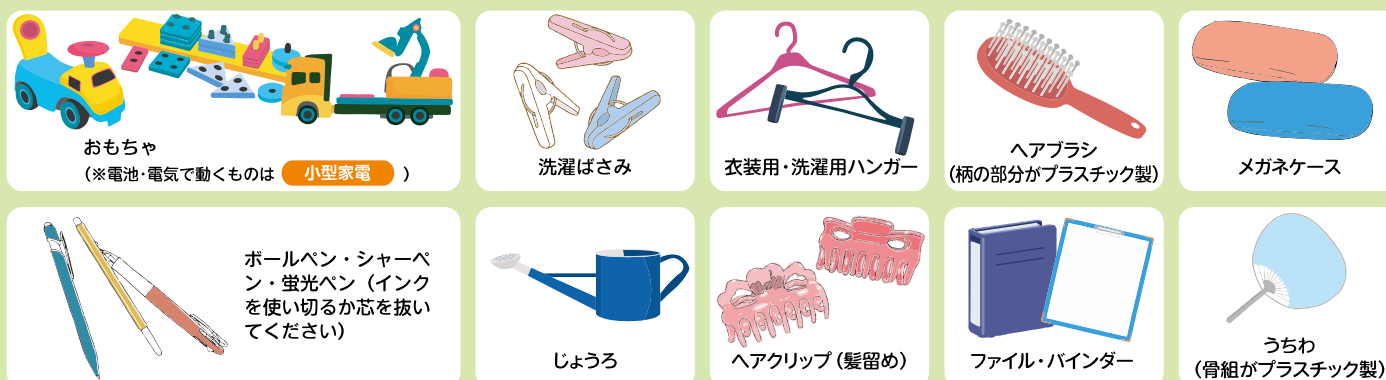 おもちゃ
(※電池・電気で動くものは 小型家電 )
洗濯ばさみ
衣装用・洗濯用ハンガー
ヘアブラシ
(柄の部分がプラスチック製)
メガネケース
ボールペン・シャーペ
ン・蛍光ペン(インク
を使い切るか芯を抜い
てください)
じょうろ
ヘアクリップ(髪留め)
ファイル・バインダー
うちわ
(骨組がプラスチック製)